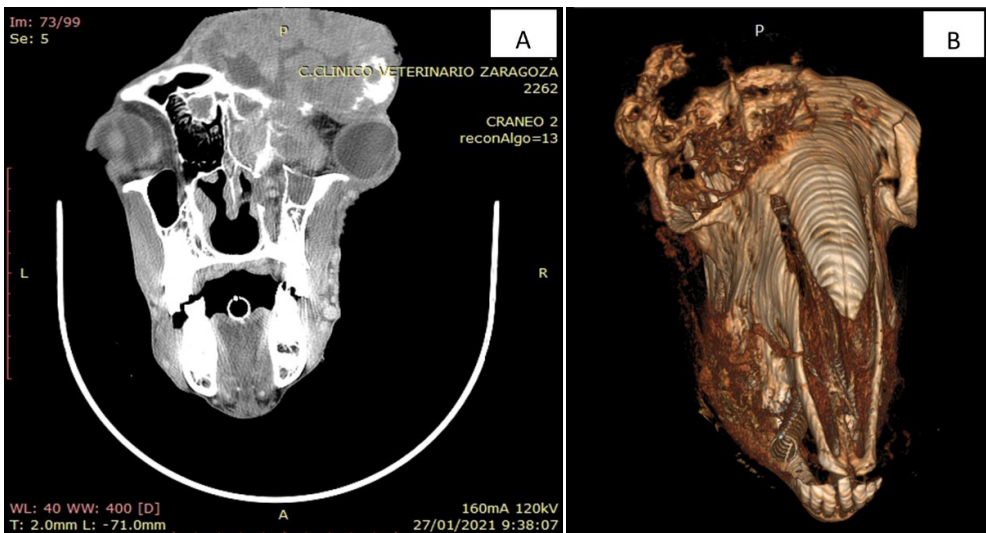 Im: 73/99
Se: 5
P
A
C.CLINICO VETERINARIO ZARAGOZA
2262
CRANEO 2
reconAlgo=13
L
R
WL: 40 WW: 400 [D]
T: 2.0mm L: -71.0mm
A
160mA 120kV
27/01/2021 9:38:07
P
B